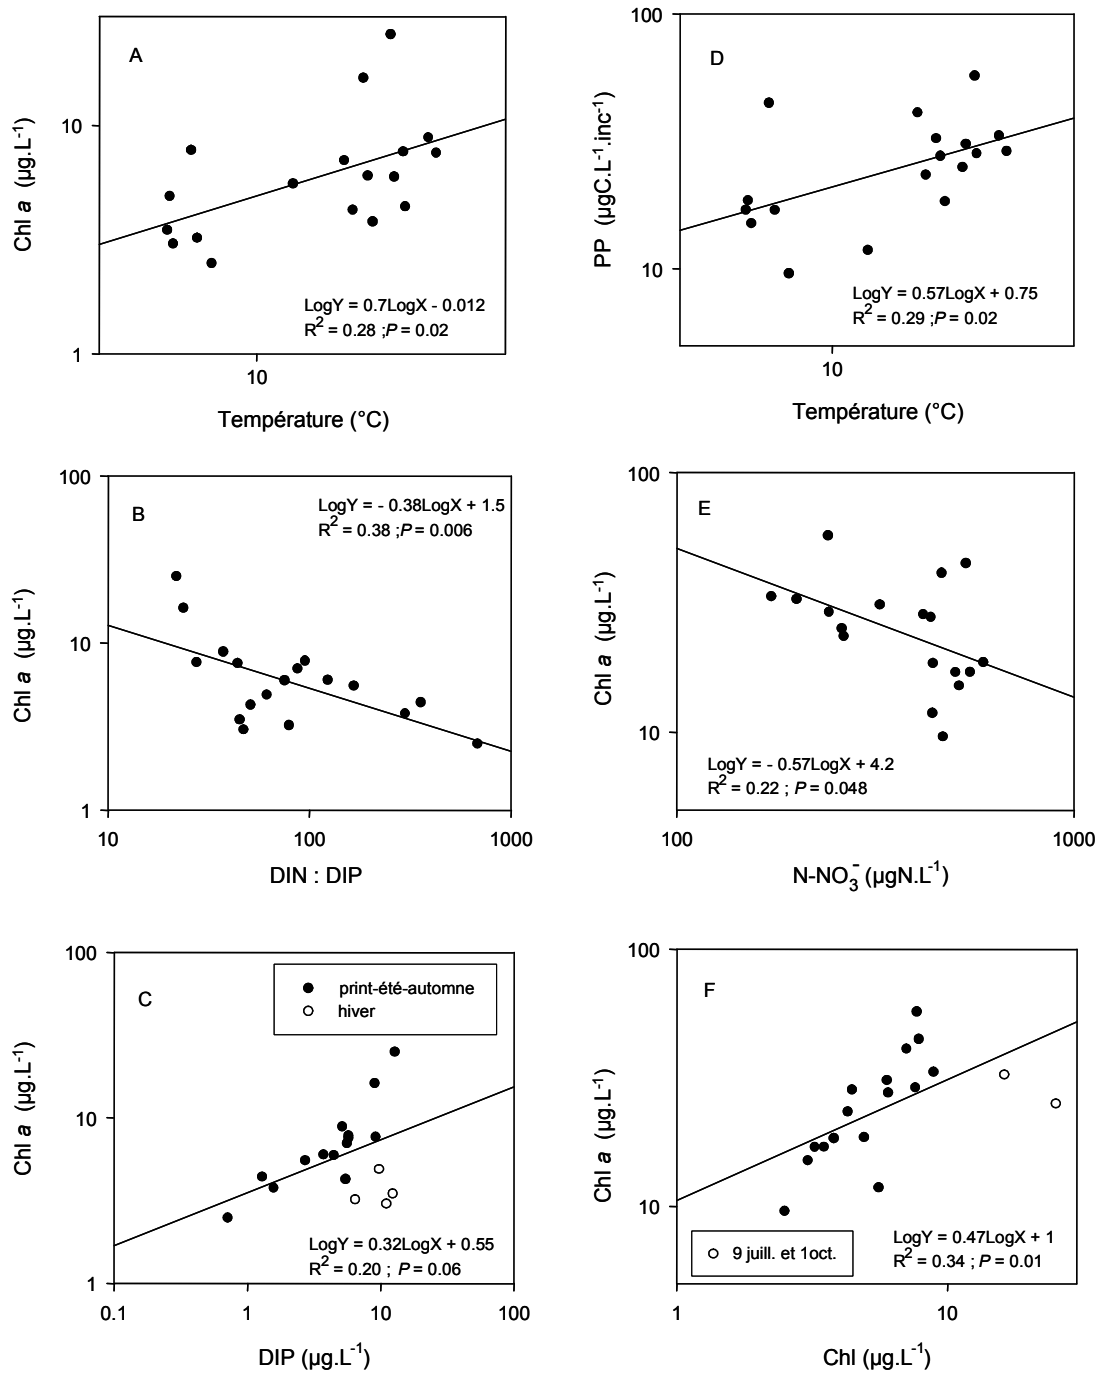 A
Chl a (µg.L-1)
10
1
10
LogY = 0.7LogX - 0.012
R2 = 0.28 ;P = 0.02
Température (°C)
D
PP (µgC.L-1.inc-1)
100
10
10
LogY = 0.57LogX + 0.75
R2 = 0.29 ;P = 0.02
Température (°C)
B
Chl a (µg.L-1)
100
10
1
LogY = - 0.38LogX + 1.5
R2 = 0.38 ;P = 0.006
10 100 1000
DIN : DIP
E
Chl a (µg.L-1)
100
10
LogY = - 0.57LogX + 4.2
R2 = 0.22 ; P = 0.048
100 1000
N-NO3- (µgN.L-1)
C
Chl a (µg.L-1)
100
10
1
print-été-automne
hiver
LogY = 0.32LogX + 0.55
R2 = 0.20 ; P = 0.06
0.1 1 10 100
DIP (µg.L-1)
F
Chl a (µg.L-1)
100
10
9 juill. et 1oct.
LogY = 0.47LogX + 1
R2 = 0.34 ; P = 0.01
1 10
Chl (µg.L-1)